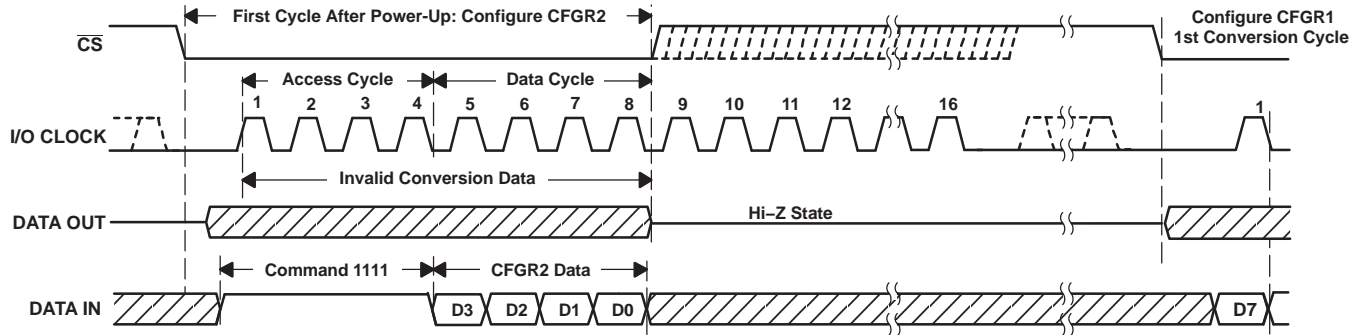 First Cycle After Power-Up: Configure CFGR2
Configure CFGR1
1st Conversion Cycle
CS
Access Cycle
Data Cycle
1 2 3 4 5 6 7 8 9 10 11 12 16 1
I/O CLOCK
Invalid Conversion Data
DATA OUT
Hi–Z State
Command 1111
CFGR2 Data
DATA IN
D3 D2 D1 D0 D7